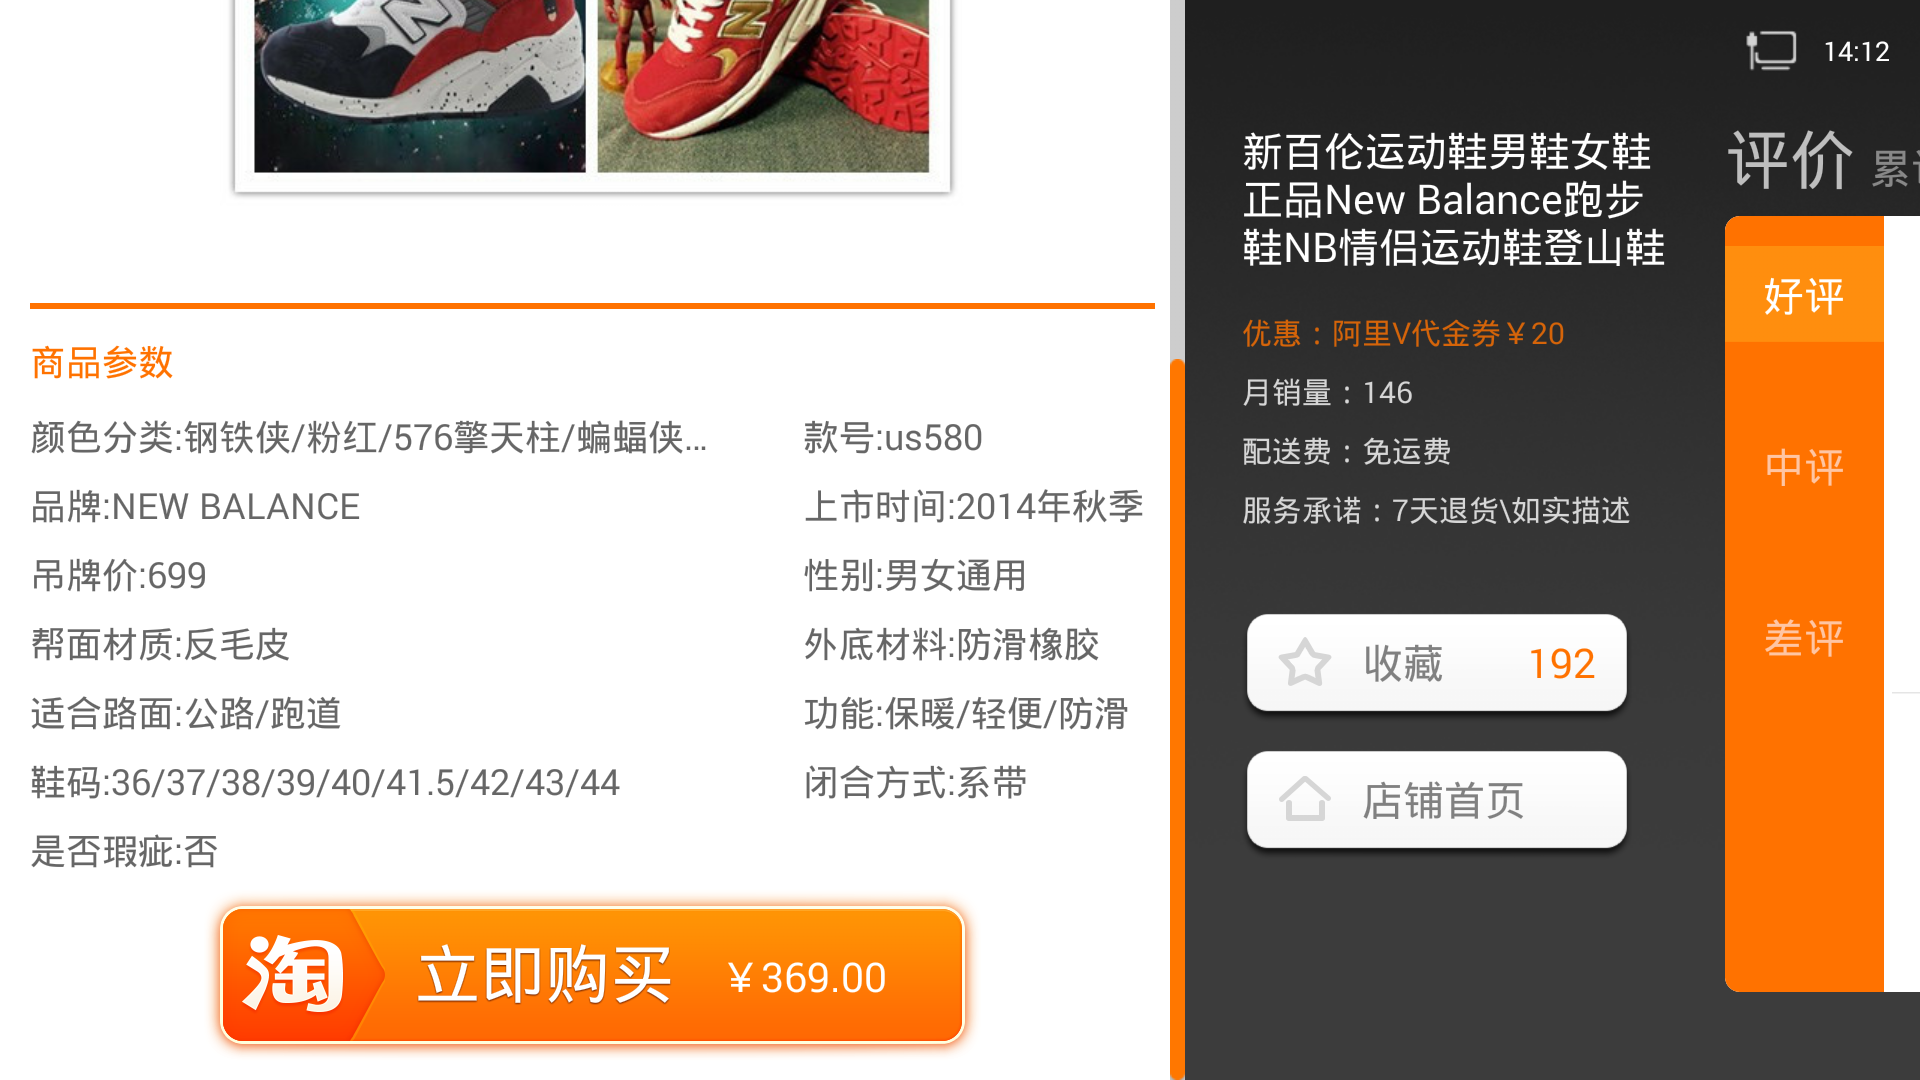 商品参数
颜色分类:钢铁侠/粉红/576擎天柱/蝙蝠侠...
款号:us580
品牌:NEW BALANCE
上市时间:2014年秋季
吊牌价:699
性别:男女通用
帮面材质:反毛皮
外底材料:防滑橡胶
适合路面:公路/跑道
功能:保暖/轻便/防滑
鞋码:36/37/38/39/40/41.5/42/43/44
闭合方式:系带
是否瑕疵:否
淘 立即购买 ￥369.00
14:12
新百伦运动鞋男鞋女鞋
正品New Balance跑步
鞋NB情侣运动鞋登山鞋
优惠：阿里V代金券￥20
月销量：146
配送费：免运费
服务承诺：7天退货\如实描述
收藏 192
店铺首页
评价 累
好评
中评
差评